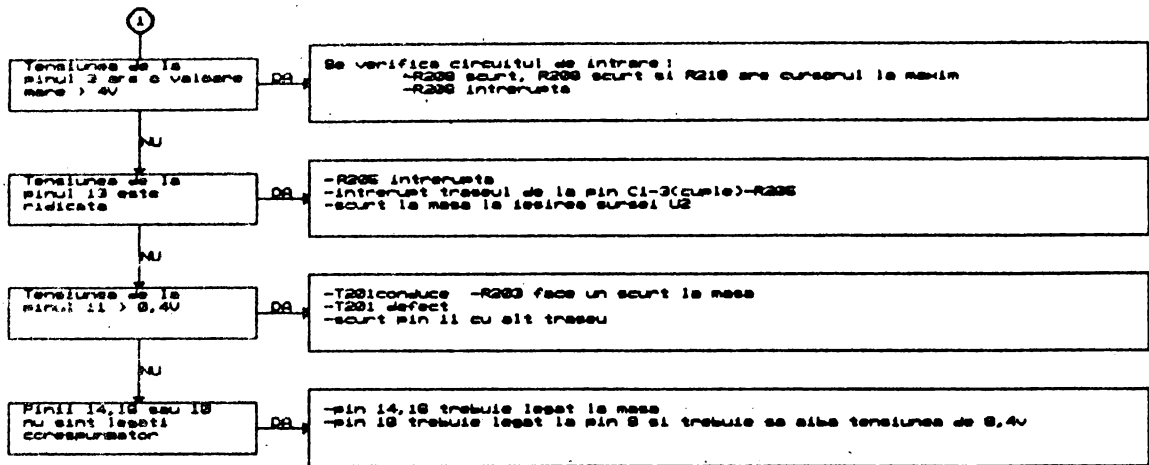 1
Tensiunea de la
pinul 3 are o valoare
mare > 4V
DA
Se verifica circuitul de intrare:
-R208 scurt, R209 scurt si R210 are cursorul la maxim
-R209 intrerupta
NU
Tensiunea de la
pinul 13 este
ridicata
DA
-R206 intrerupta
-intrerupt traseul de la pin C1-3(cuple)-R206
-scurt la masa la iesirea sursei U2
NU
Tensiunea de la
pinul 11 > 0,4V
DA
-T201conduce -R203 face un scurt la masa
-T201 defect
-scurt pin 11 cu alt traseu
NU
Pinii 14,16 sau 10
nu sint legati
corespunzator
DA
-pin 14,16 trebuie legat la masa
-pin 10 trebuie legat la pin 9 si trebuie sa aiba tensiunea de 0,4v